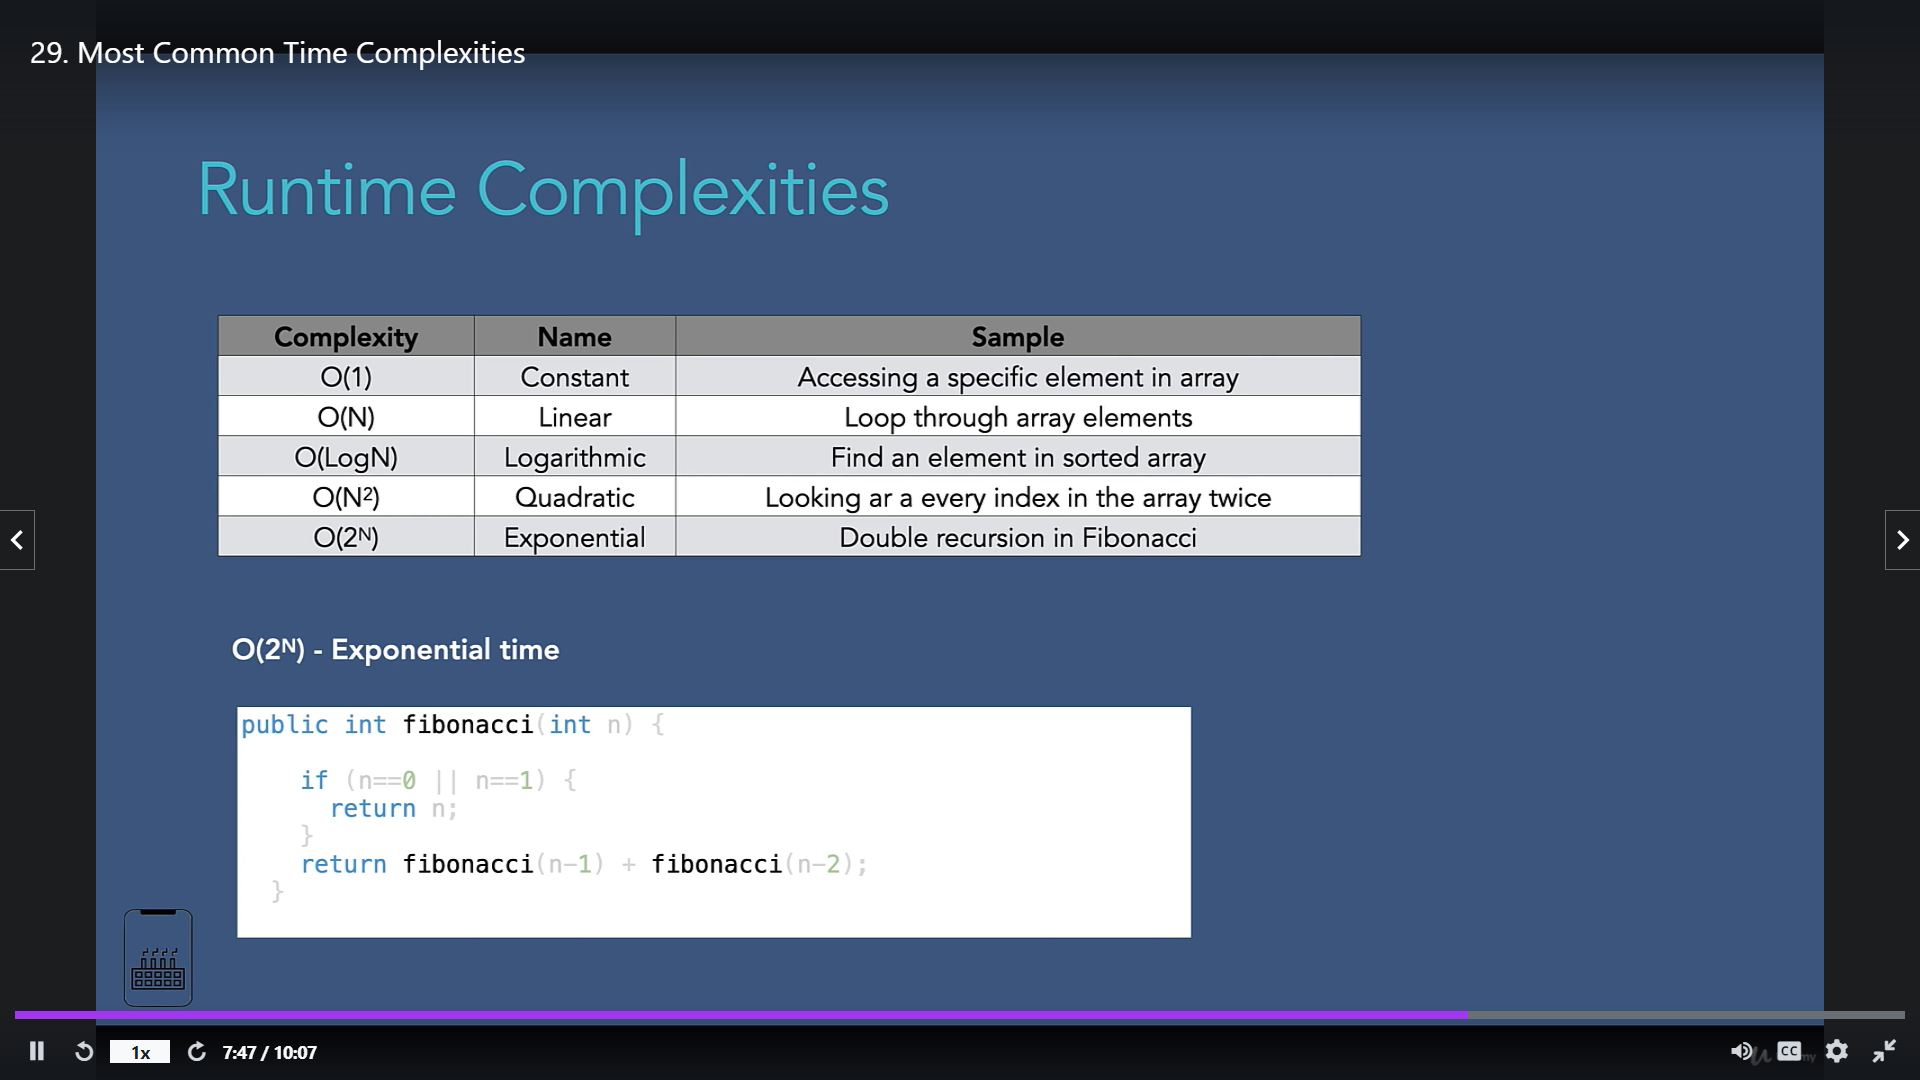 29. Most Common Time Complexities
Runtime Complexities
Complexity Name Sample
O(1) Constant Accessing a specific element in array
O(N) Linear Loop through array elements
O(LogN) Logarithmic Find an element in sorted array
O(N²) Quadratic Looking ar a every index in the array twice
O(2ᴺ) Exponential Double recursion in Fibonacci
O(2ᴺ) - Exponential time
public int fibonacci(int n) {
if (n==0 || n==1) {
return n;
}
return fibonacci(n-1) + fibonacci(n-2);
}
1x 7:47 / 10:07 CC